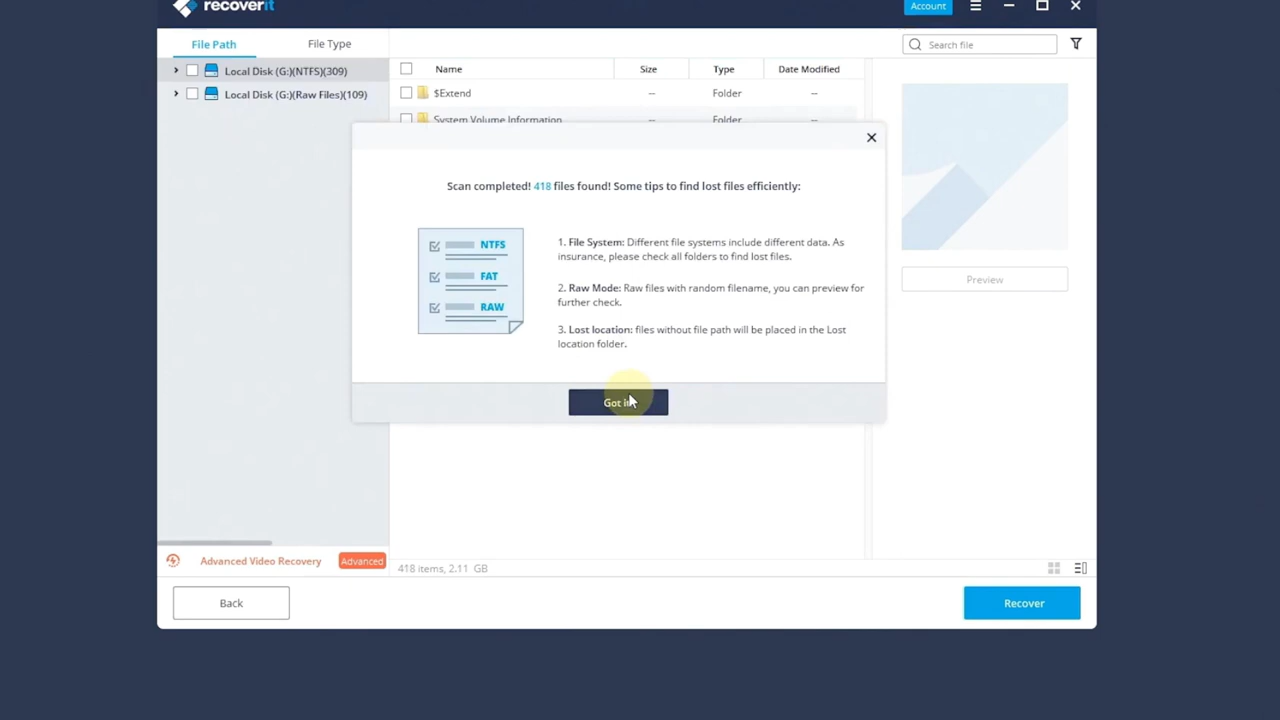 recoverit
Account
File Path
File Type
Search file
Local Disk (G:)(NTFS)(309)
Local Disk (G:)(Raw Files)(109)
Name
Size
Type
Date Modified
$Extend
--
Folder
--
System Volume Information
--
Folder
--
Scan completed! 418 files found! Some tips to find lost files efficiently:
NTFS
FAT
RAW
1. File System: Different file systems include different data. As
insurance, please check all folders to find lost files.
2. Raw Mode: Raw files with random filename, you can preview for
further check.
3. Lost location: files without file path will be placed in the Lost
location folder.
Got it
Preview
Advanced Video Recovery
Advanced
418 items, 2.11 GB
Back
Recover